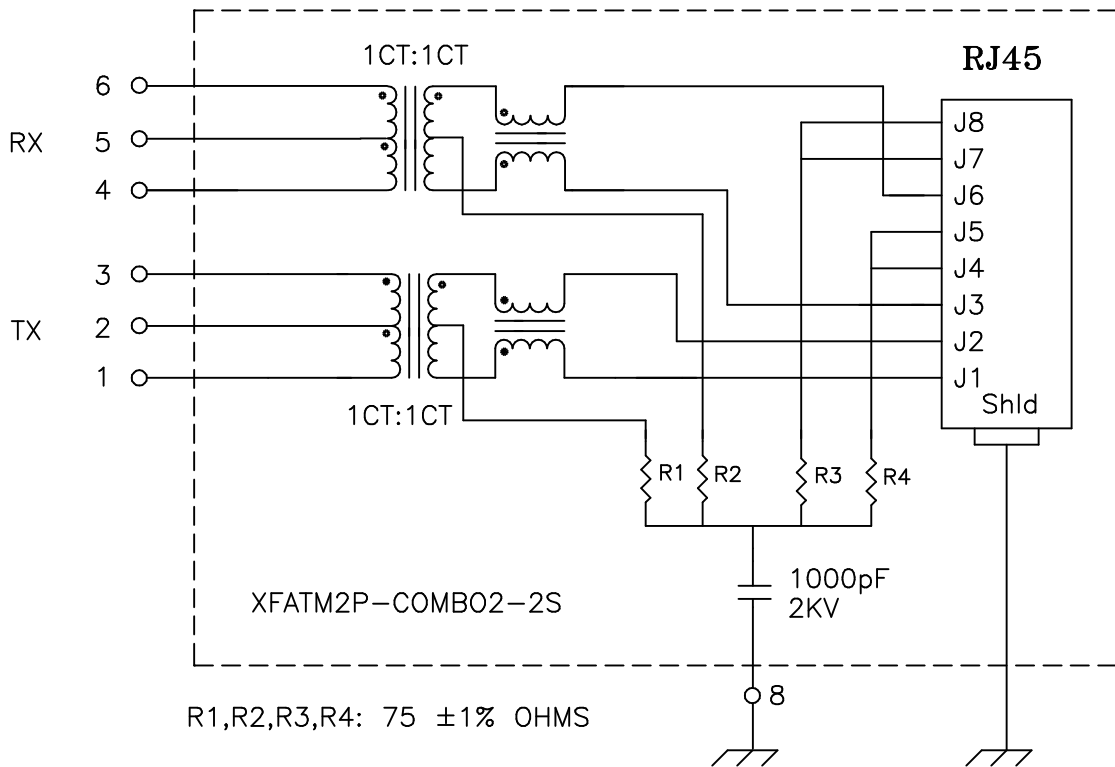 1CT:1CT
RJ45
6
RX
5
4
3
TX
2
1
1CT:1CT
J8
J7
J6
J5
J4
J3
J2
J1
Shld
R1
R2
R3
R4
1000pF
2KV
XFATM2P-COMBO2-2S
8
R1,R2,R3,R4: 75 ±1% OHMS